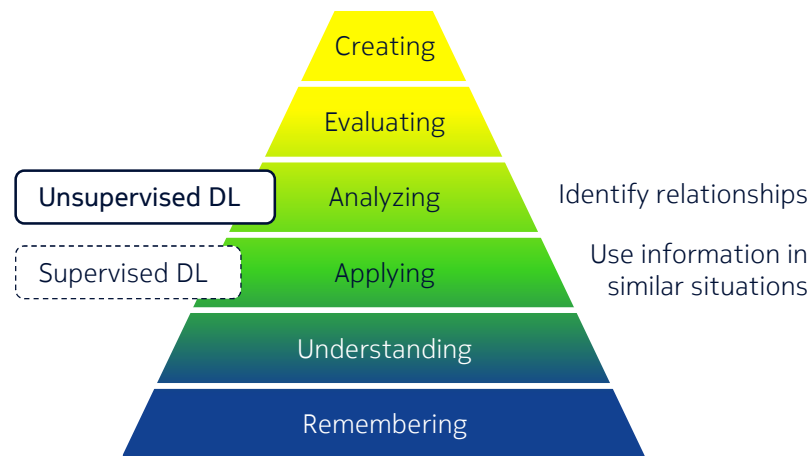 Creating
Evaluating
Unsupervised DL
Analyzing
Identify relationships
Supervised DL
Applying
Use information in
similar situations
Understanding
Remembering